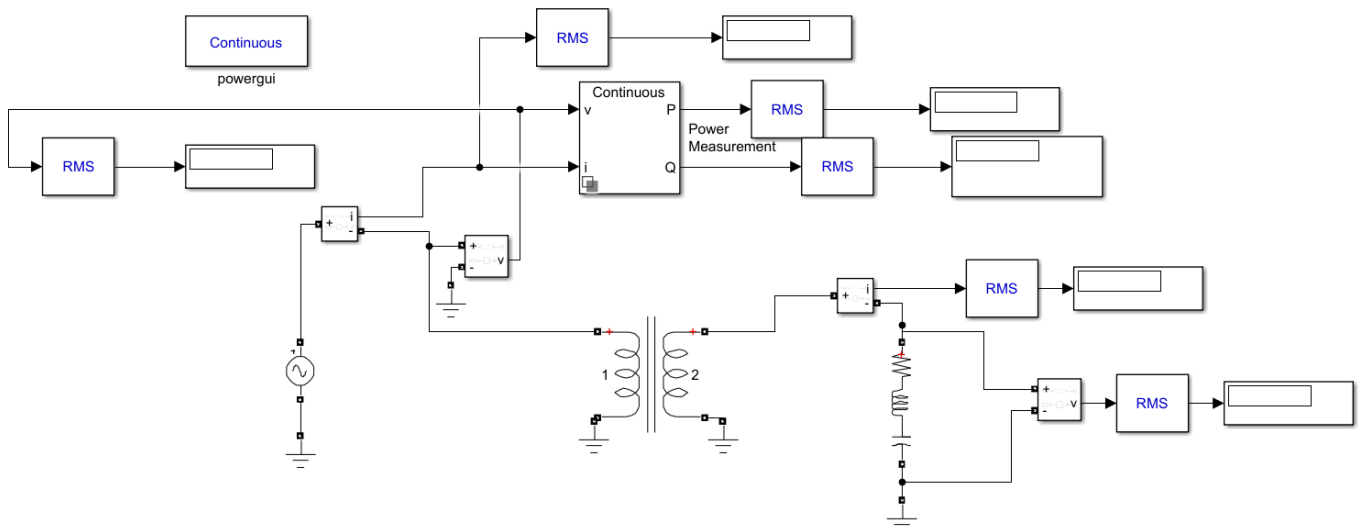 Continuous
powergui
RMS
Continuous
v
P
i
Q
Power
Measurement
RMS
RMS
RMS
+
i
-
+
-
v
+
+
1
2
+
i
-
RMS
+
+
-
v
RMS
+